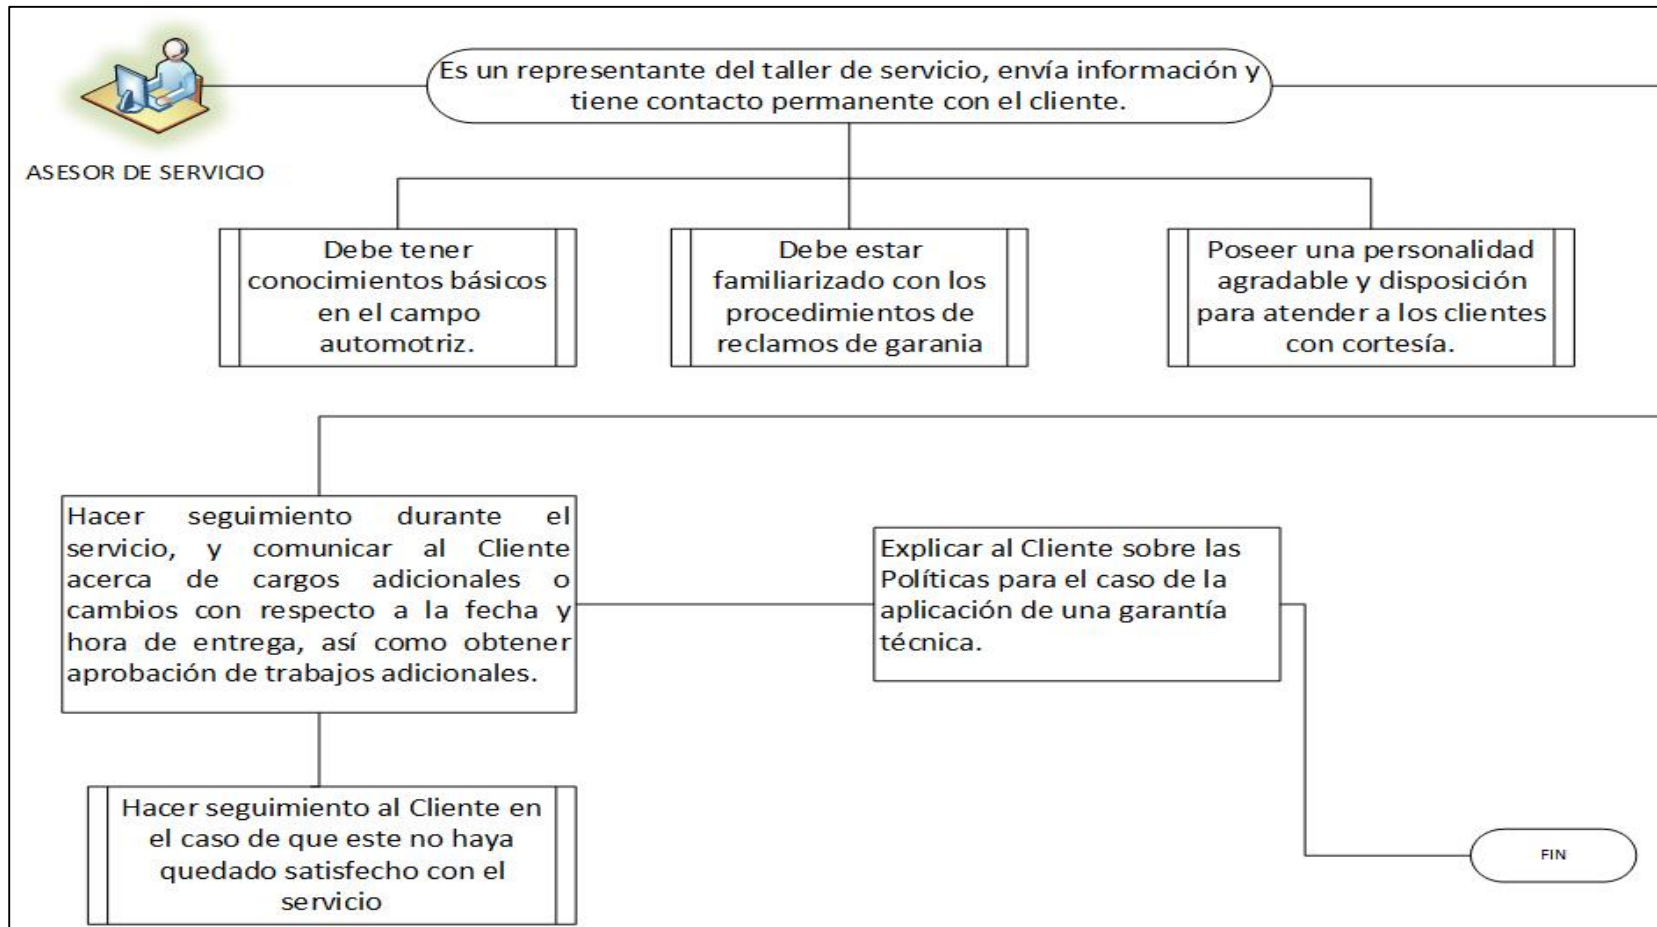 Es un representante del taller de servicio, envía información y
tiene contacto permanente con el cliente.
ASESOR DE SERVICIO
Debe tener
conocimientos básicos
en el campo
automotriz.
Debe estar
familiarizado con los
procedimientos de
reclamos de garania
Poseer una personalidad
agradable y disposición
para atender a los clientes
con cortesía.
Hacer seguimiento durante el
servicio, y comunicar al Cliente
acerca de cargos adicionales o
cambios con respecto a la fecha y
hora de entrega, así como obtener
aprobación de trabajos adicionales.
Explicar al Cliente sobre las
Políticas para el caso de la
aplicación de una garantía
técnica.
Hacer seguimiento al Cliente en
el caso de que este no haya
quedado satisfecho con el
servicio
FIN